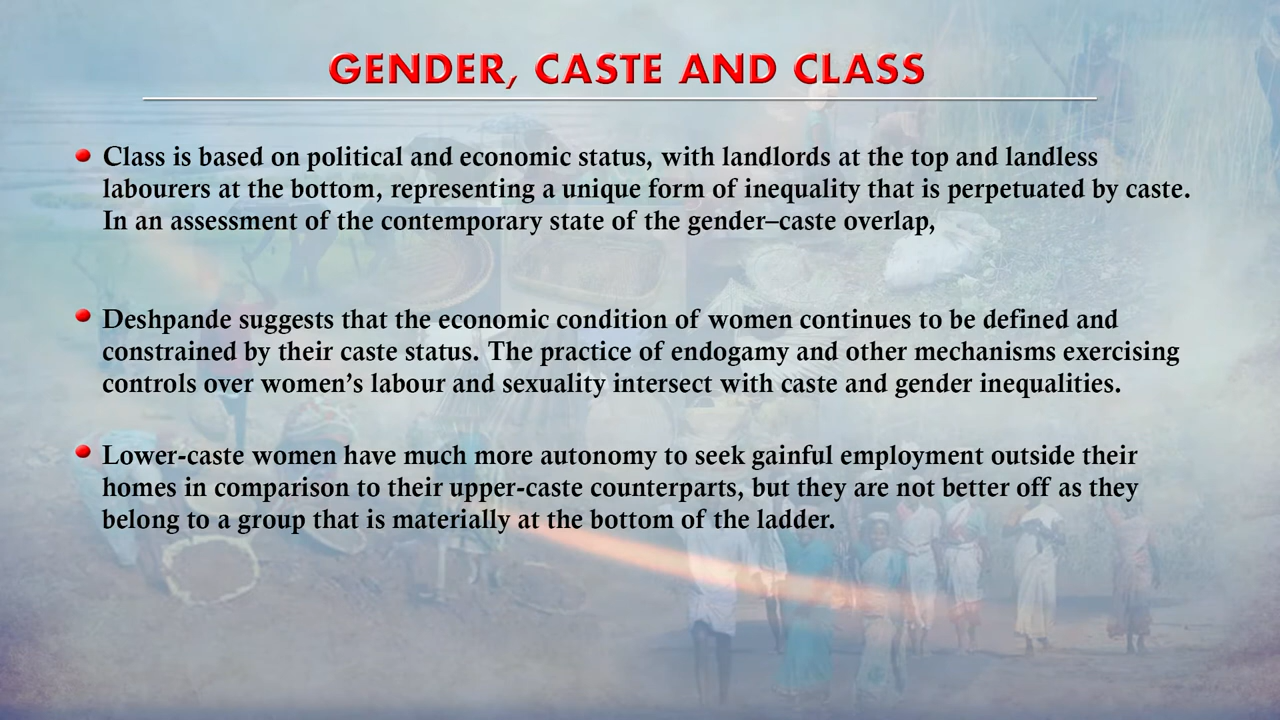 GENDER, CASTE AND CLASS
Class is based on political and economic status, with landlords at the top and landless
labourers at the bottom, representing a unique form of inequality that is perpetuated by caste.
In an assessment of the contemporary state of the gender–caste overlap,
Deshpande suggests that the economic condition of women continues to be defined and
constrained by their caste status. The practice of endogamy and other mechanisms exercising
controls over women’s labour and sexuality intersect with caste and gender inequalities.
Lower-caste women have much more autonomy to seek gainful employment outside their
homes in comparison to their upper-caste counterparts, but they are not better off as they
belong to a group that is materially at the bottom of the ladder.